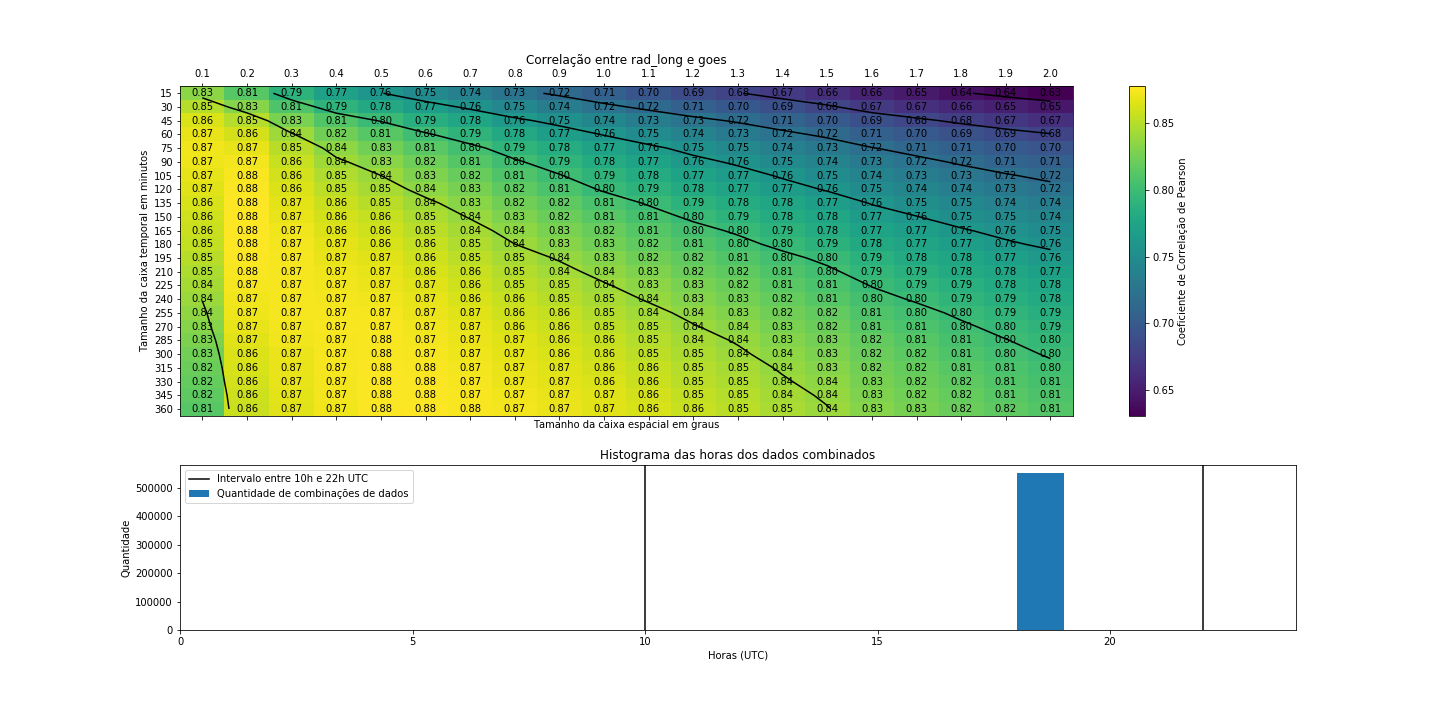 Correlação entre rad_long e goes
0.1 0.2 0.3 0.4 0.5 0.6 0.7 0.8 0.9 1.0 1.1 1.2 1.3 1.4 1.5 1.6 1.7 1.8 1.9 2.0
15 0.83 0.81 0.79 0.77 0.76 0.75 0.74 0.73 0.72 0.71 0.70 0.69 0.68 0.67 0.66 0.66 0.65 0.64 0.64 0.63
30 0.85 0.83 0.81 0.79 0.78 0.77 0.76 0.75 0.74 0.72 0.72 0.71 0.70 0.69 0.68 0.67 0.67 0.66 0.65 0.65
45 0.86 0.85 0.83 0.81 0.80 0.79 0.78 0.76 0.75 0.74 0.73 0.73 0.72 0.71 0.70 0.69 0.68 0.68 0.67 0.67
60 0.87 0.86 0.84 0.82 0.81 0.80 0.79 0.78 0.77 0.76 0.75 0.74 0.73 0.72 0.72 0.71 0.70 0.69 0.69 0.68
75 0.87 0.87 0.85 0.84 0.83 0.81 0.80 0.79 0.78 0.77 0.76 0.75 0.75 0.74 0.73 0.72 0.71 0.71 0.70 0.70
90 0.87 0.87 0.86 0.84 0.83 0.82 0.81 0.80 0.79 0.78 0.77 0.76 0.76 0.75 0.74 0.73 0.72 0.72 0.71 0.71
105 0.87 0.88 0.86 0.85 0.84 0.83 0.82 0.81 0.80 0.79 0.78 0.77 0.77 0.76 0.75 0.74 0.73 0.73 0.72 0.72
120 0.87 0.88 0.86 0.85 0.85 0.84 0.83 0.82 0.81 0.80 0.79 0.78 0.77 0.77 0.76 0.75 0.74 0.74 0.73 0.72
135 0.86 0.88 0.87 0.86 0.85 0.84 0.83 0.82 0.82 0.81 0.80 0.79 0.78 0.78 0.77 0.76 0.75 0.75 0.74 0.74
150 0.86 0.88 0.87 0.86 0.85 0.85 0.84 0.83 0.82 0.81 0.81 0.80 0.79 0.78 0.78 0.77 0.76 0.75 0.75 0.74
165 0.86 0.88 0.87 0.86 0.86 0.85 0.84 0.84 0.83 0.82 0.81 0.80 0.80 0.79 0.78 0.77 0.77 0.76 0.76 0.75
180 0.85 0.88 0.87 0.87 0.86 0.85 0.85 0.84 0.83 0.83 0.82 0.81 0.80 0.80 0.79 0.78 0.77 0.77 0.76 0.76
195 0.85 0.88 0.87 0.87 0.87 0.86 0.85 0.85 0.84 0.83 0.82 0.82 0.81 0.80 0.80 0.79 0.78 0.78 0.77 0.76
210 0.85 0.88 0.87 0.87 0.87 0.86 0.86 0.85 0.84 0.84 0.83 0.82 0.82 0.81 0.80 0.79 0.79 0.78 0.78 0.77
225 0.84 0.87 0.87 0.87 0.87 0.87 0.86 0.85 0.85 0.84 0.83 0.83 0.82 0.81 0.81 0.80 0.79 0.79 0.78 0.78
240 0.84 0.87 0.87 0.87 0.87 0.87 0.86 0.86 0.85 0.85 0.84 0.83 0.83 0.82 0.81 0.80 0.80 0.79 0.79 0.78
255 0.84 0.87 0.87 0.87 0.87 0.87 0.87 0.86 0.86 0.85 0.84 0.84 0.83 0.82 0.82 0.81 0.80 0.80 0.79 0.79
270 0.83 0.87 0.87 0.87 0.87 0.87 0.87 0.86 0.86 0.85 0.85 0.84 0.84 0.83 0.82 0.81 0.81 0.80 0.80 0.79
285 0.83 0.87 0.87 0.87 0.88 0.87 0.87 0.87 0.86 0.86 0.85 0.84 0.84 0.83 0.83 0.82 0.81 0.81 0.80 0.80
300 0.83 0.86 0.87 0.87 0.88 0.87 0.87 0.87 0.86 0.86 0.85 0.85 0.84 0.84 0.83 0.82 0.82 0.81 0.80 0.80
315 0.82 0.86 0.87 0.87 0.88 0.88 0.87 0.87 0.87 0.86 0.86 0.85 0.85 0.84 0.83 0.82 0.82 0.82 0.81 0.80
330 0.82 0.86 0.87 0.87 0.88 0.88 0.87 0.87 0.87 0.86 0.86 0.85 0.85 0.84 0.84 0.83 0.82 0.82 0.81 0.81
345 0.82 0.86 0.87 0.87 0.88 0.88 0.88 0.87 0.87 0.87 0.86 0.86 0.85 0.84 0.84 0.83 0.83 0.82 0.81 0.81
360 0.81 0.86 0.87 0.87 0.88 0.88 0.88 0.87 0.87 0.87 0.86 0.86 0.85 0.85 0.84 0.83 0.83 0.82 0.82 0.81
Tamanho da caixa temporal em minutos
Tamanho da caixa espacial em graus
0.85
0.80
0.75
0.70
0.65
Coeficiente de Correlação de Pearson
Histograma das horas dos dados combinados
Intervalo entre 10h e 22h UTC
Quantidade de combinações de dados
500000
400000
300000
200000
100000
0
Quantidade
0 5 10 15 20
Horas (UTC)